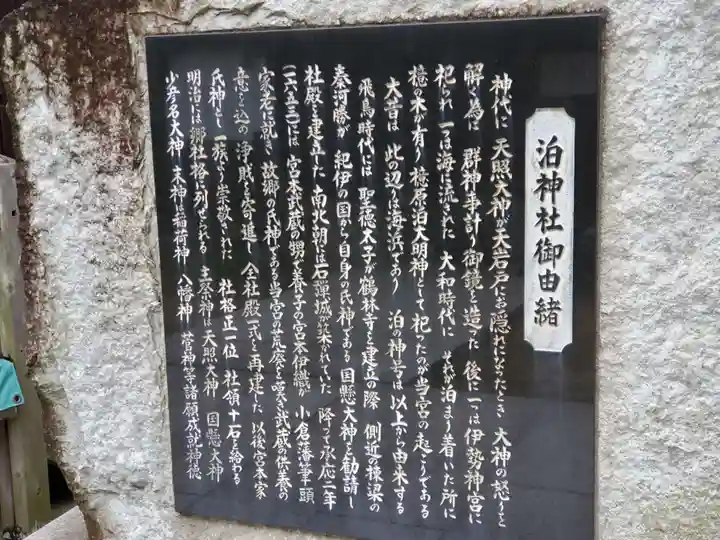 泊神社御由緒
神代に 天照大神が天岩戸にお隠れになったとき 大神の怒りを
解く為に 群神事計り御鏡を造った 後に一つは伊勢神宮に
祀られ 一つは海に流された 大和時代に それが泊まり着いた所に
檍の木が有り 檍原泊大明神として祀ったのが当宮の起こりである
大昔は 此の辺は海浜であり 泊の神号は以上から由来する
飛鳥時代には 聖徳太子が鶴林寺を建立の際 側近の棟梁の
秦河勝が 紀伊の国から自身の氏神である 国懸大神を勧請し
社殿を建立した 南北朝には石弾城が築かれていた 降って承応二年
(一六五三)には 宮本武蔵の甥で養子の宮本伊織が 小倉藩筆頭
家老に就き 故郷の氏神である当宮の荒廃を嘆き 武蔵の供養の
意を込め 浄財を寄進し 全社殿一式を再建した 以後宮本家
氏神とし 一族より崇敬された 社格正一位 社領十石を給わる
明治には 郷社格に列せられる 主祭神は 天照大神 国懸大神
少彦名大神 末神は稲荷神 八幡神 菅神等諸願成就神徳